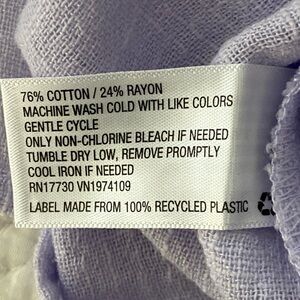 76% COTTON / 24% RAYON
MACHINE WASH COLD WITH LIKE COLORS
GENTLE CYCLE
ONLY NON-CHLORINE BLEACH IF NEEDED
TUMBLE DRY LOW, REMOVE PROMPTLY
COOL IRON IF NEEDED
RN17730 VN1974109
LABEL MADE FROM 100% RECYCLED PLASTIC